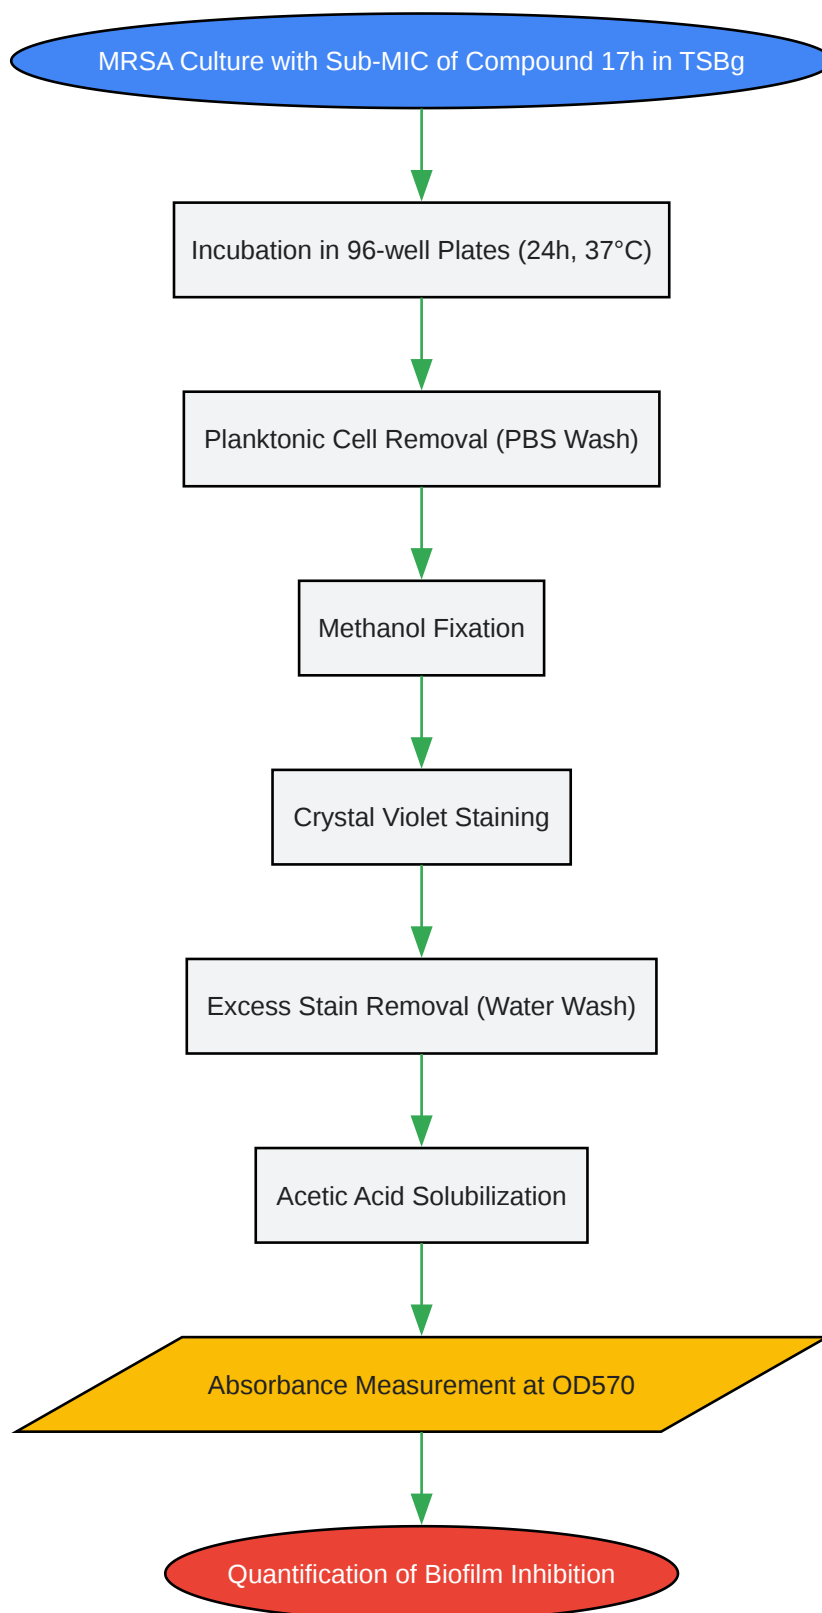 MRSA Culture with Sub-MIC of Compound 17h in TSBg
Incubation in 96-well Plates (24h, 37°C)
Planktonic Cell Removal (PBS Wash)
Methanol Fixation
Crystal Violet Staining
Excess Stain Removal (Water Wash)
Acetic Acid Solubilization
Absorbance Measurement at OD570
Quantification of Biofilm Inhibition